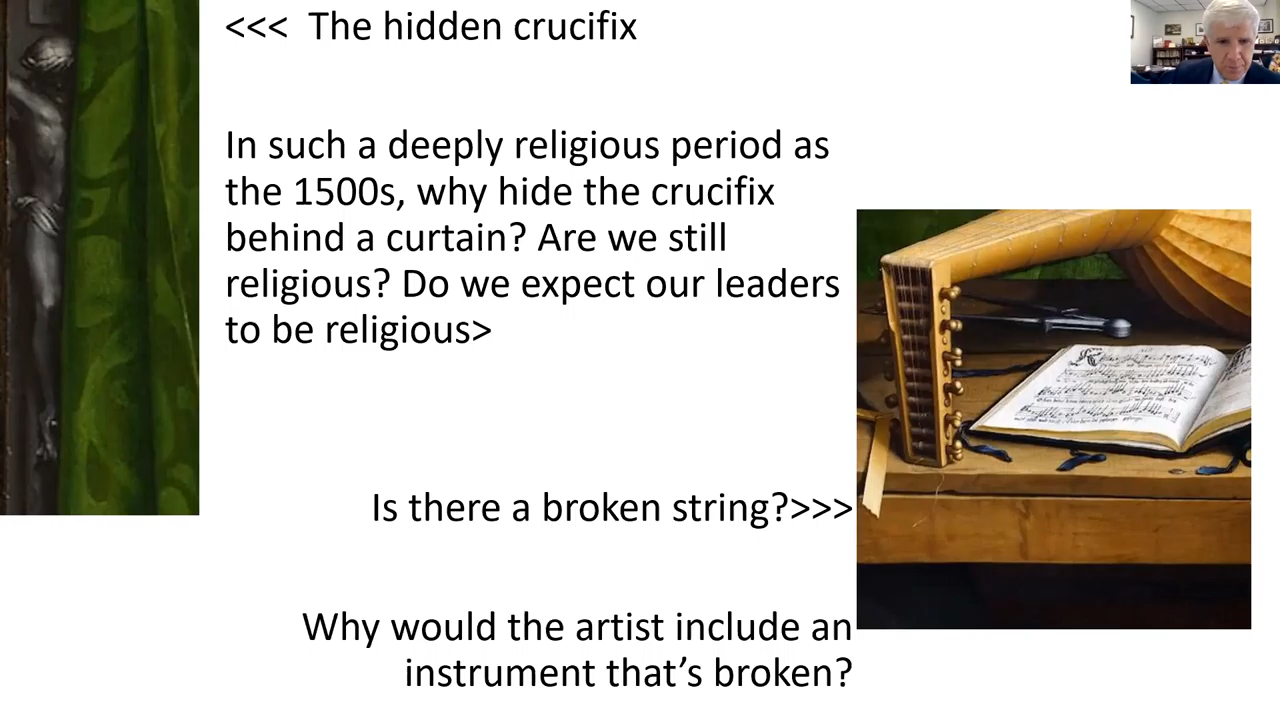 <<< The hidden crucifix
In such a deeply religious period as
the 1500s, why hide the crucifix
behind a curtain? Are we still
religious? Do we expect our leaders
to be religious>
Is there a broken string?>>>
Why would the artist include an
instrument that’s broken?